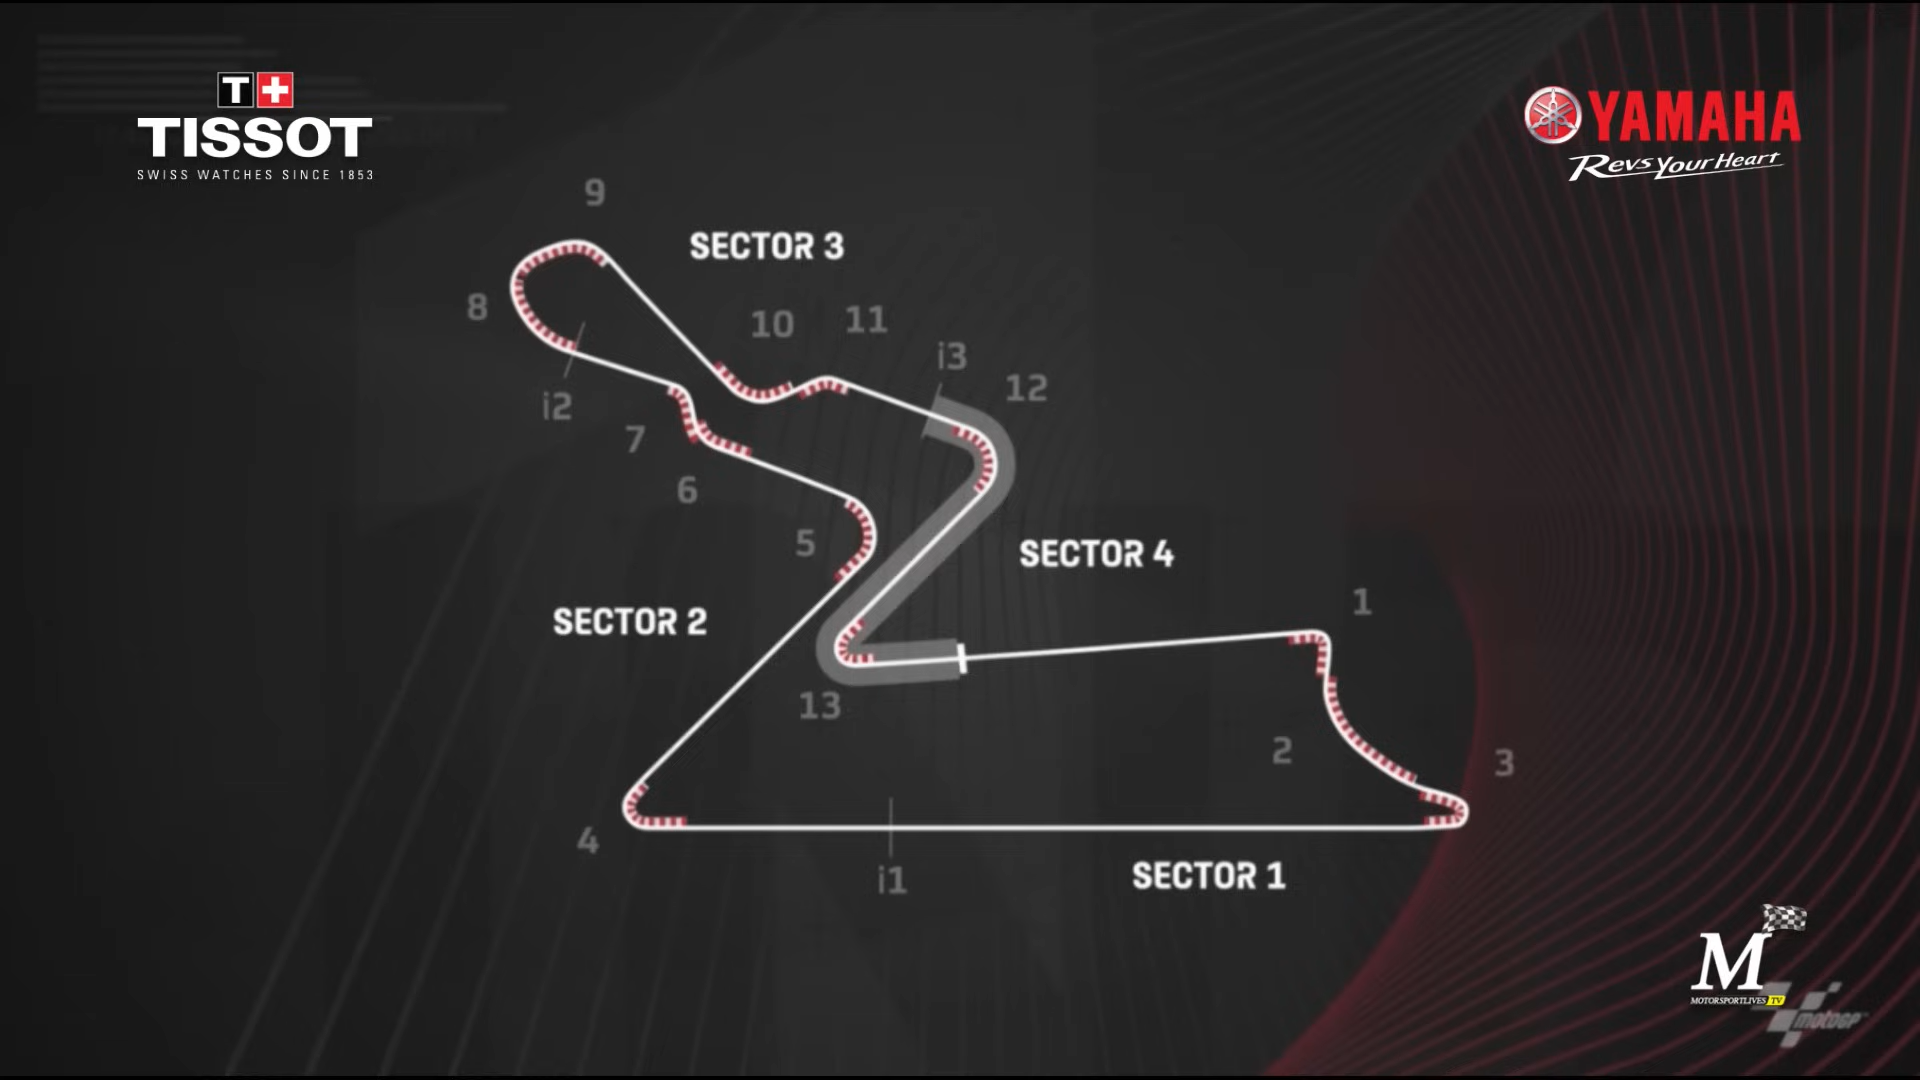 T+
TISSOT
SWISS WATCHES SINCE 1853
YAMAHA
Revs Your Heart
9
SECTOR 3
8
10
11
i3
12
i2
7
6
5
SECTOR 4
SECTOR 2
1
13
2
3
4
i1
SECTOR 1
M
MOTORSPORTLIVES TV
motoGP